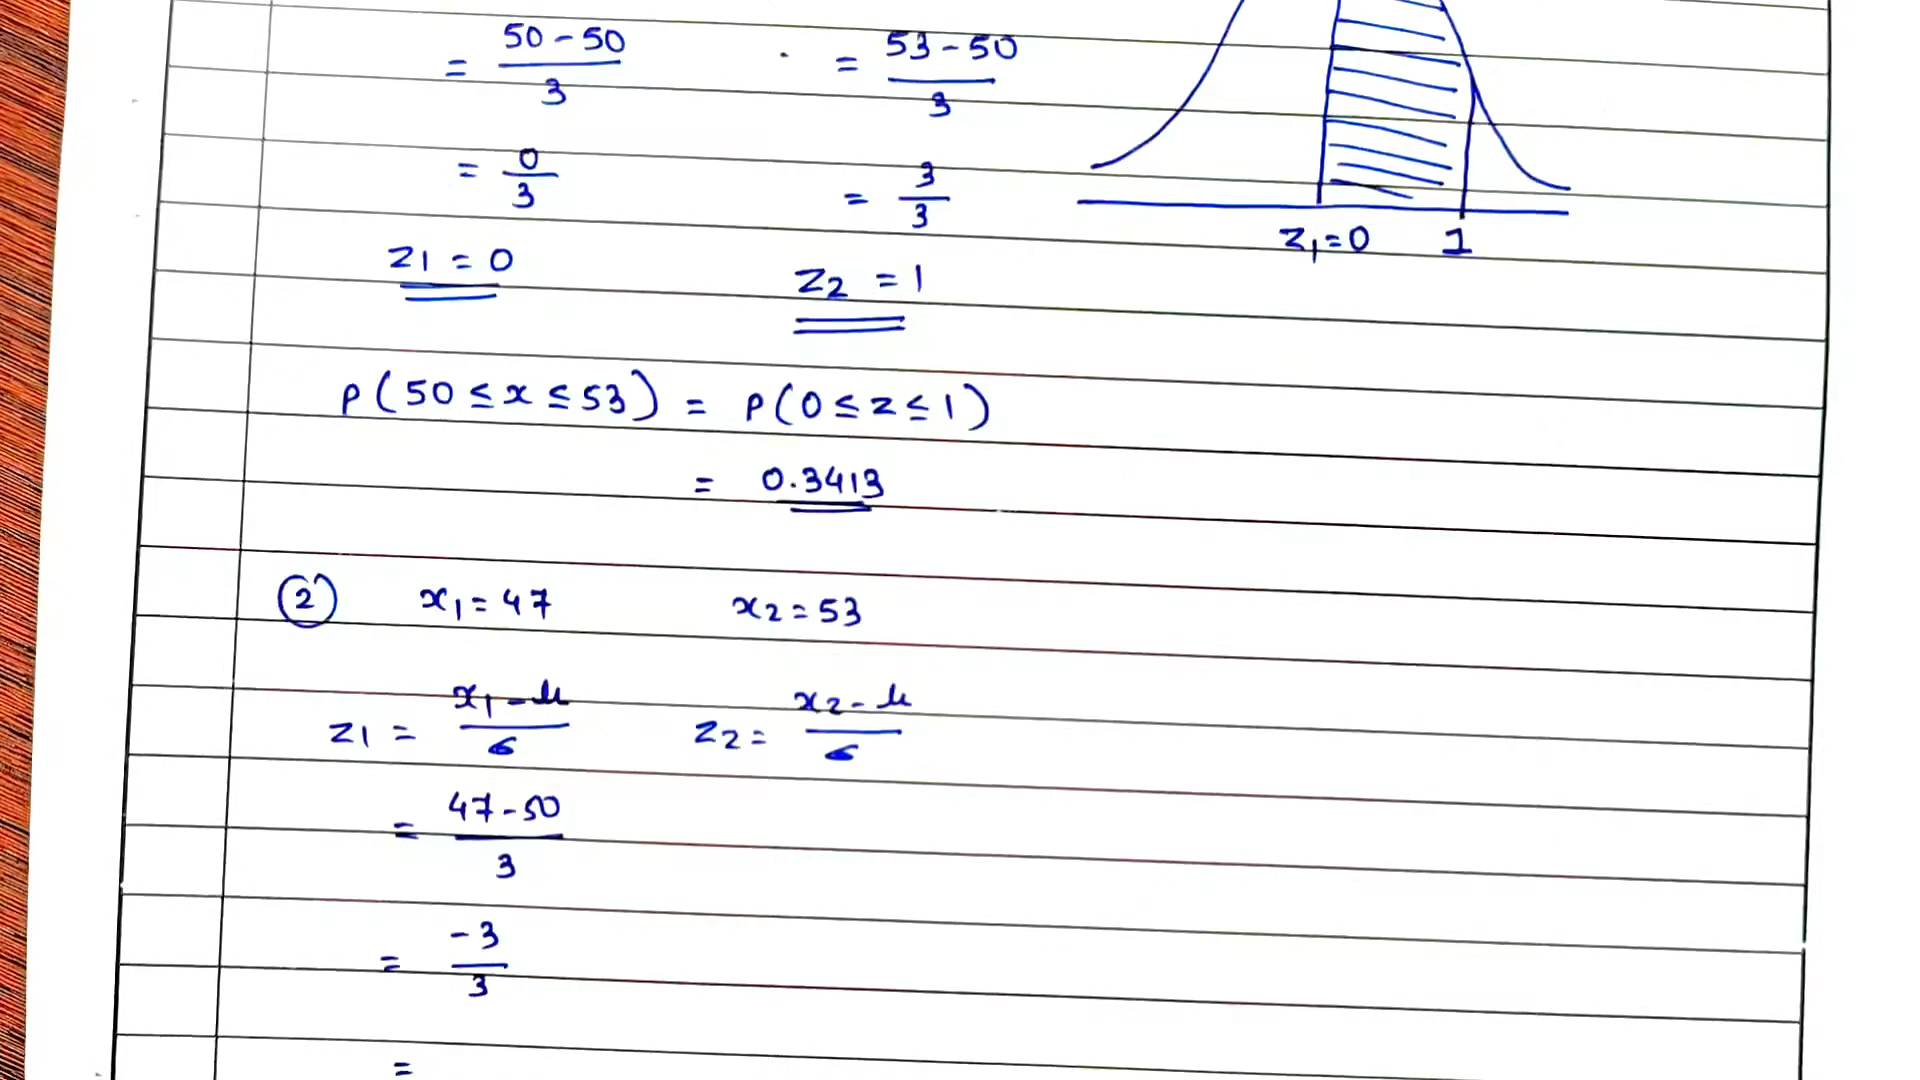 = 50 - 50 / 3 = 53 - 50 / 3
= 0/3 = 3/3
z1 = 0 z2 = 1 z1 = 0 1
P(50 ≤ x ≤ 53) = P(0 ≤ z ≤ 1)
= 0.3413
(2) x1 = 47 x2 = 53
z1 = x1 - μ / σ z2 = x2 - μ / σ
= 47 - 50 / 3
= -3 / 3
=